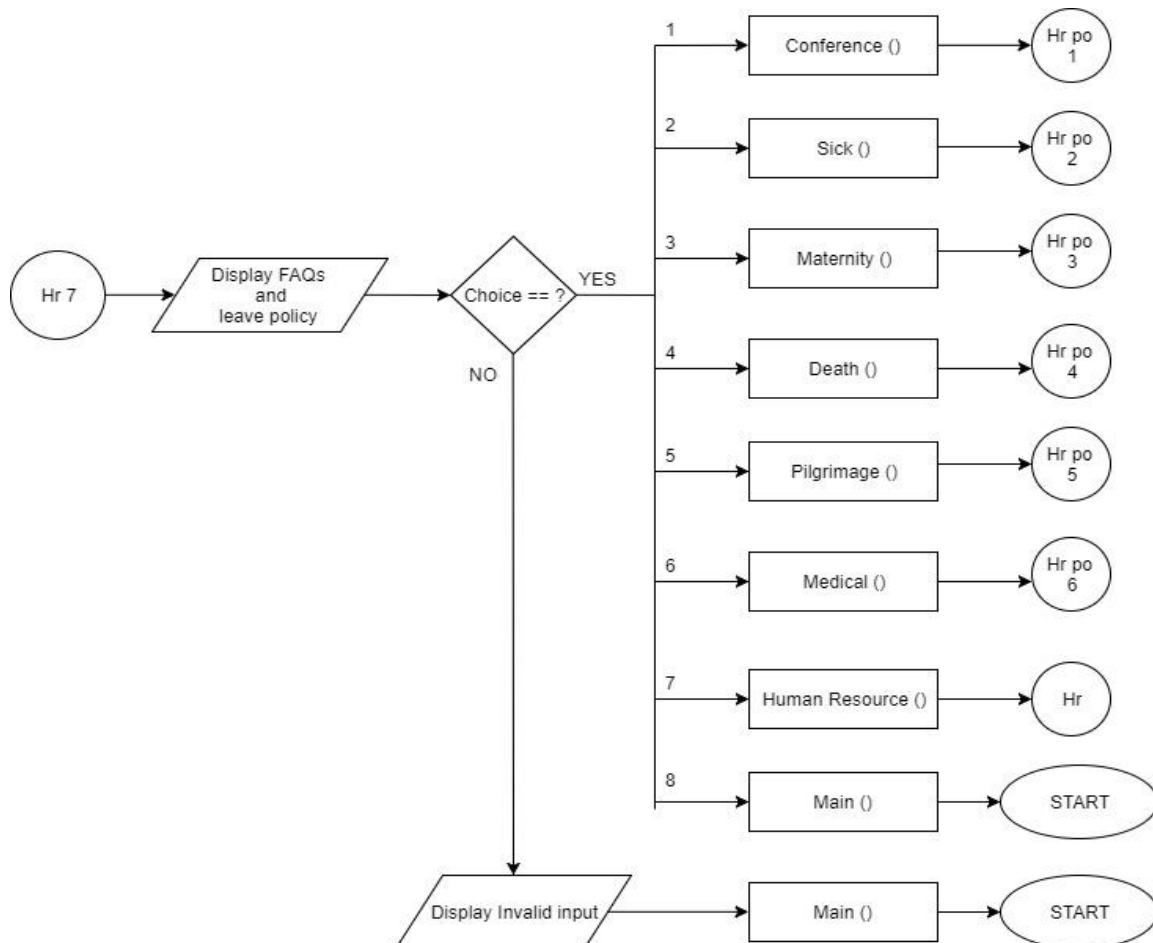 1
Conference ()
Hr po
1
2
Sick ()
Hr po
2
3
Maternity ()
Hr po
3
Hr 7
Display FAQs
and
leave policy
Choice == ?
YES
NO
4
Death ()
Hr po
4
5
Pilgrimage ()
Hr po
5
6
Medical ()
Hr po
6
7
Human Resource ()
Hr
8
Main ()
START
Display Invalid input
Main ()
START